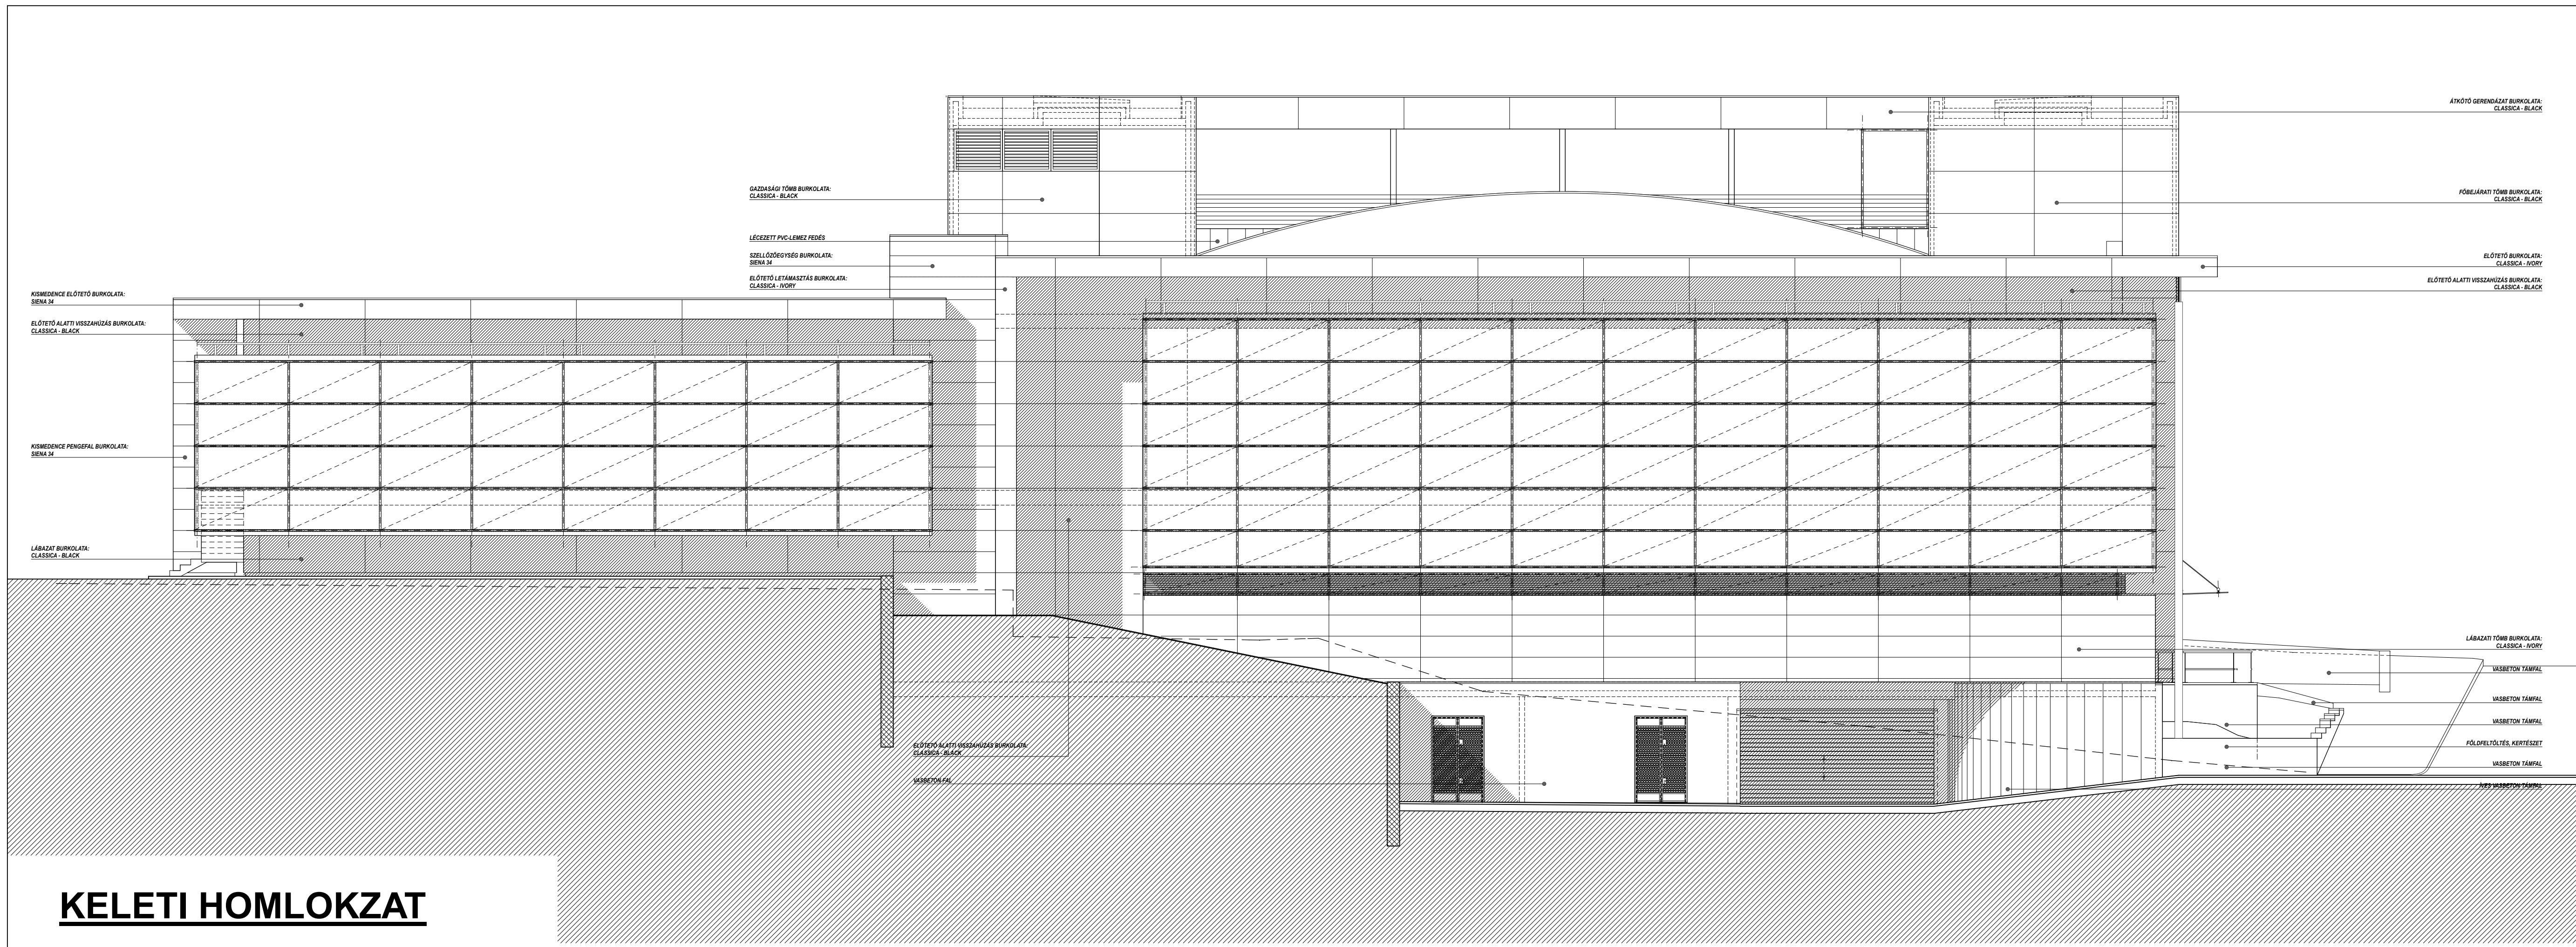 ÁTKÖTŐ GERENDÁZAT BURKOLATA:
CLASSICA - BLACK
GAZDASÁGI TÖMB BURKOLATA:
CLASSICA - BLACK
FŐBEJÁRATI TÖMB BURKOLATA:
CLASSICA - BLACK
LÉCEZETT PVC-LEMEZ FEDÉS
SZELLŐZŐEGYSÉG BURKOLATA:
SIENA 34
ELŐTETŐ BURKOLATA:
CLASSICA - IVORY
ELŐTETŐ LETÁMASZTÁS BURKOLATA:
CLASSICA - IVORY
ELŐTETŐ ALATTI VISSZAHÚZÁS BURKOLATA:
CLASSICA - BLACK
KISMEDENCE ELŐTETŐ BURKOLATA:
SIENA 34
ELŐTETŐ ALATTI VISSZAHÚZÁS BURKOLATA:
CLASSICA - BLACK
KISMEDENCE PENGEFAL BURKOLATA:
SIENA 34
LÁBAZAT BURKOLATA:
CLASSICA - BLACK
LÁBAZATI TÖMB BURKOLATA:
CLASSICA - IVORY
VASBETON TÁMFAL
VASBETON TÁMFAL
VASBETON TÁMFAL
FÖLDFELTÖLTÉS, KERTÉSZET
ELŐTETŐ ALATTI VISSZAHÚZÁS BURKOLATA:
CLASSICA - BLACK
VASBETON TÁMFAL
VASBETON FAL
ÍVES VASBETON TÁMFAL
KELETI HOMLOKZAT